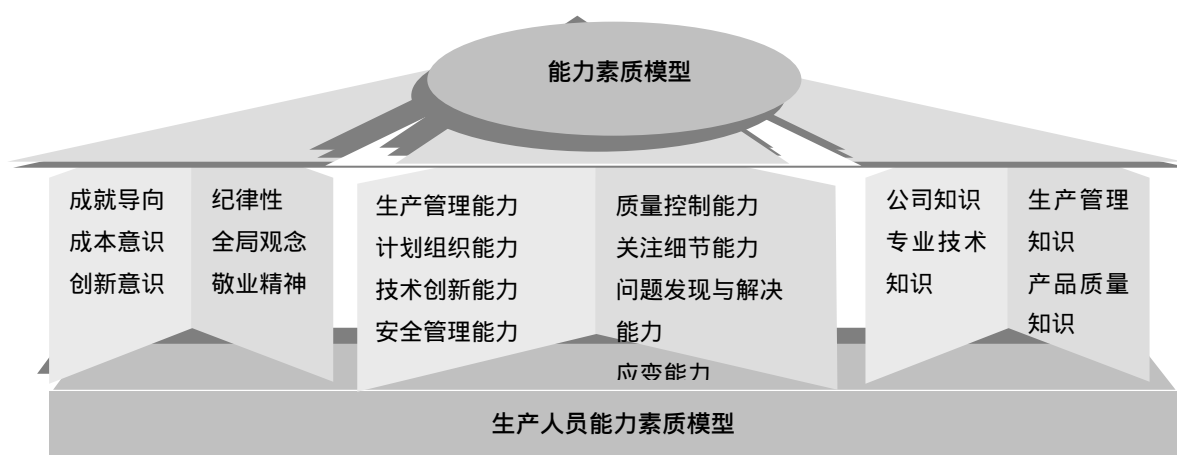 能力素质模型
成就导向
成本意识
创新意识
纪律性
全局观念
敬业精神
生产管理能力
计划组织能力
技术创新能力
安全管理能力
质量控制能力
关注细节能力
问题发现与解决
能力
应变能力
公司知识
专业技术
知识
生产管理
知识
产品质量
知识
生产人员能力素质模型